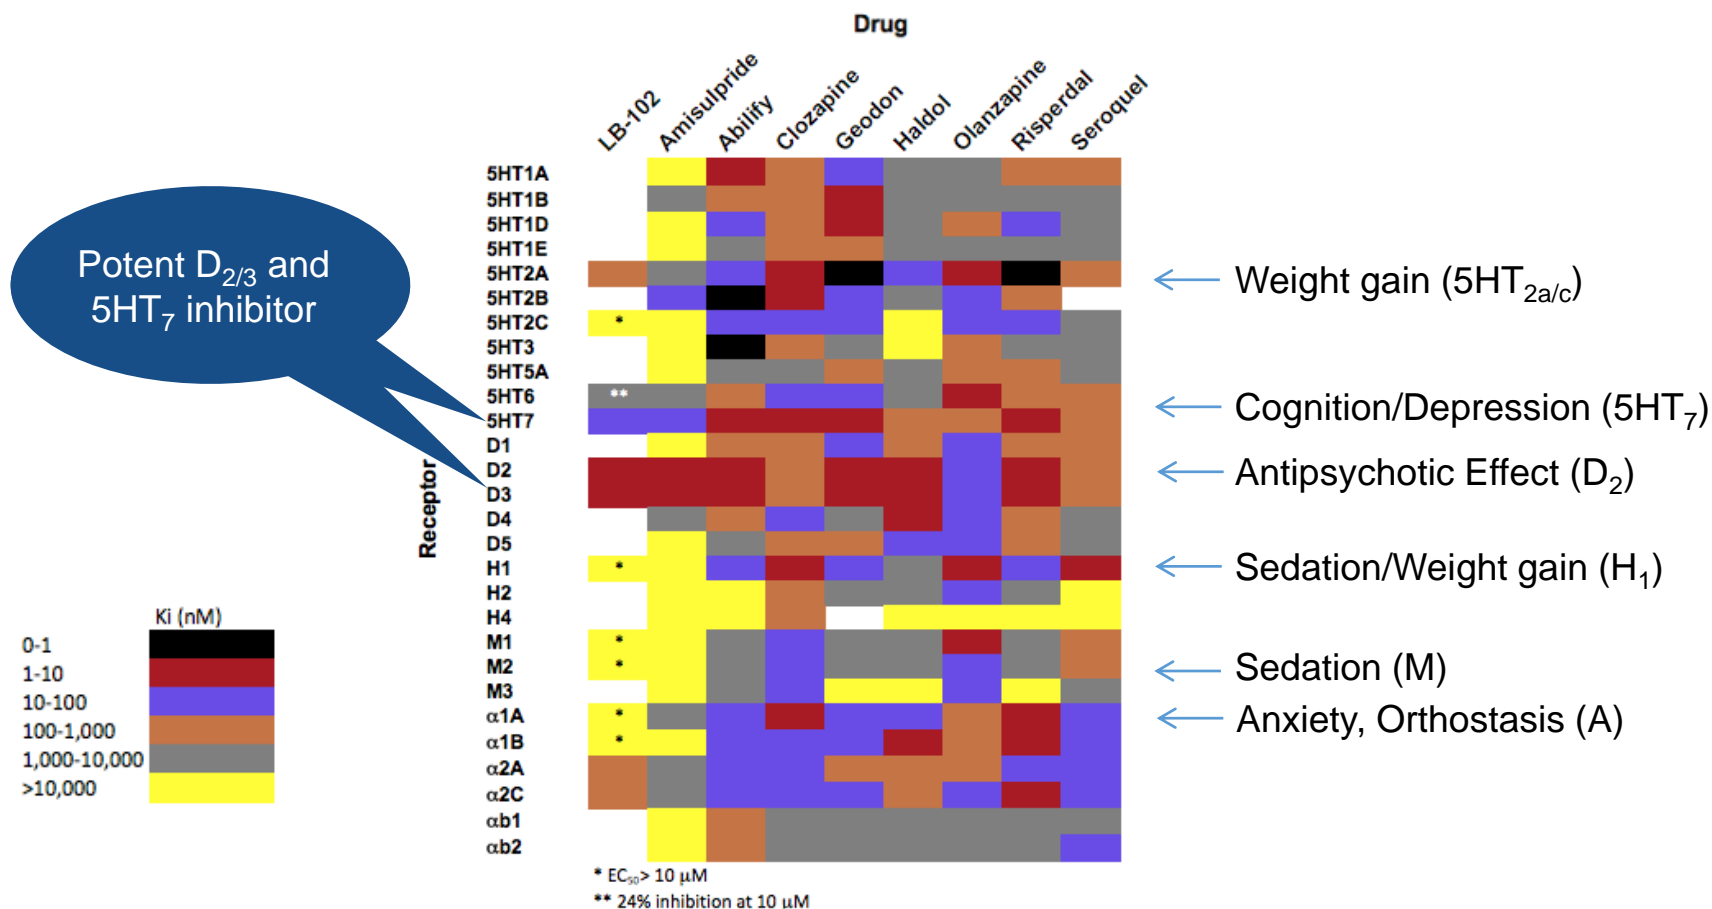 Drug
LB-102
Amisulpride
Abilify
Clozapine
Geodon
Haldol
Olanzapine
Risperdal
Seroquel
Potent D2/3 and
5HT7 inhibitor
Receptor
5HT1A
5HT1B
5HT1D
5HT1E
5HT2A
5HT2B
5HT2C *
5HT3
5HT5A
5HT6 **
5HT7
D1
D2
D3
D4
D5
H1 *
H2
H4
M1 *
M2 *
M3
α1A *
α1B *
α2A
α2C
αb1
αb2
Weight gain (5HT2a/c)
Cognition/Depression (5HT7)
Antipsychotic Effect (D2)
Sedation/Weight gain (H1)
Sedation (M)
Anxiety, Orthostasis (A)
Ki (nM)
0-1
1-10
10-100
100-1,000
1,000-10,000
>10,000
* EC50> 10 μM
** 24% inhibition at 10 μM